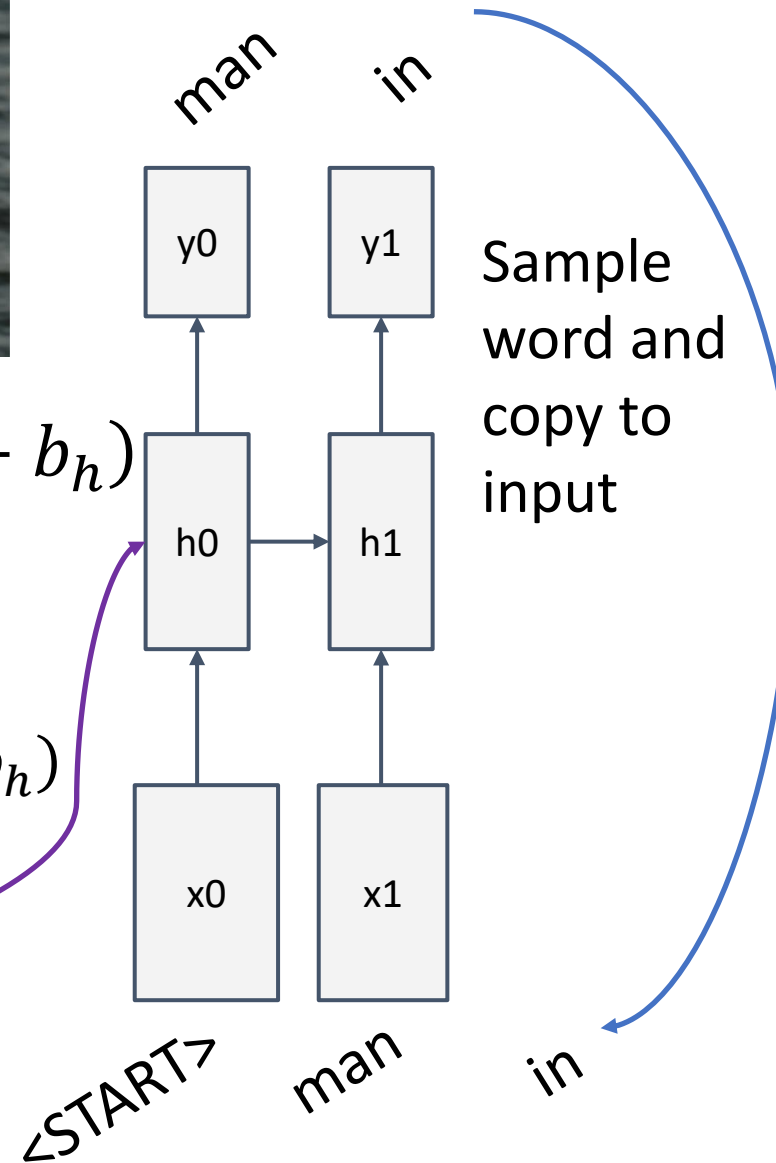 man in
y0 y1
Sample
word and
copy to
input
b_h)
h0 h1
h)
x0 x1
<START> man in